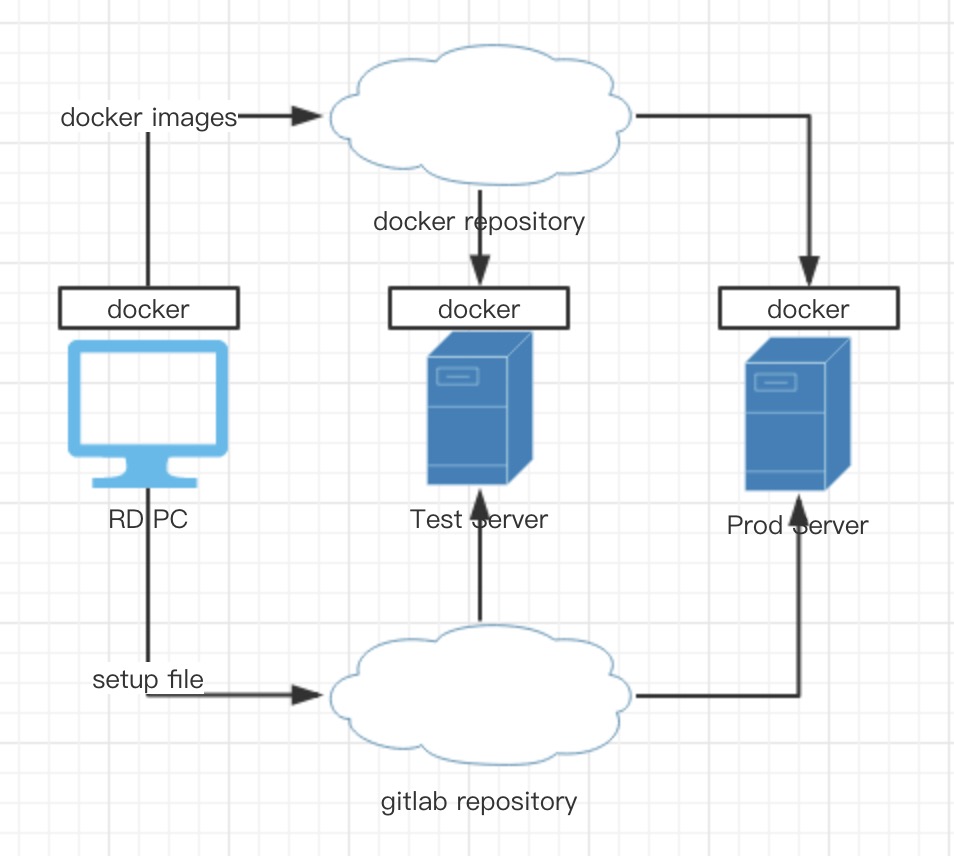 docker images
docker repository
docker
docker
docker
RD PC
Test Server
Prod Server
setup file
gitlab repository